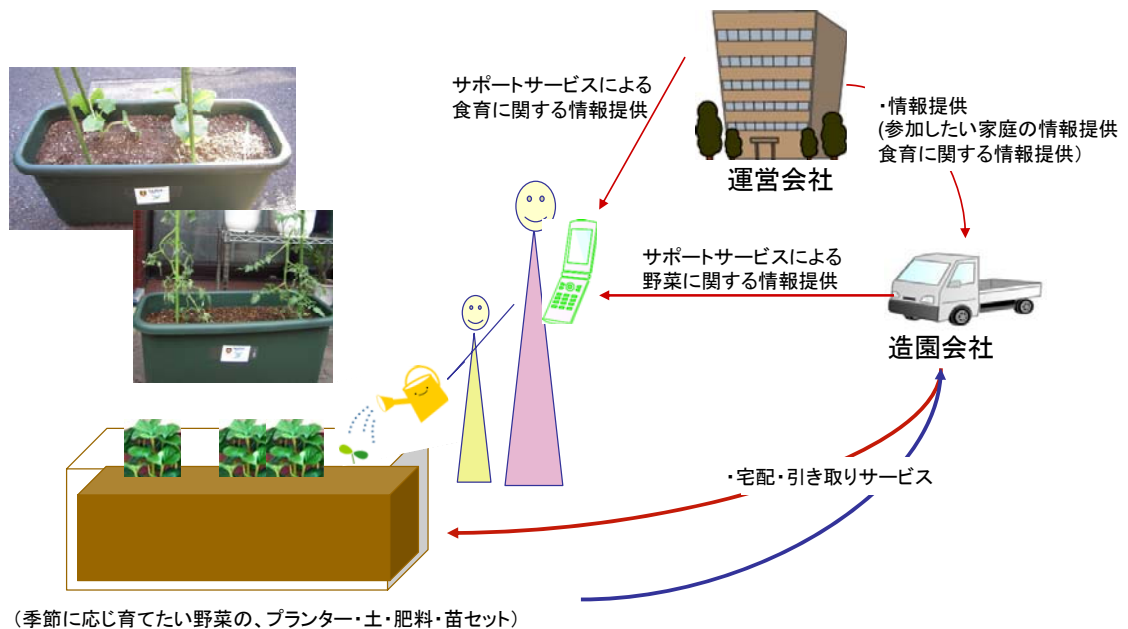 サポートサービスによる
食育に関する情報提供
・情報提供
(参加したい家庭の情報提供
食育に関する情報提供）
運営会社
サポートサービスによる
野菜に関する情報提供
造園会社
・宅配・引き取りサービス
（季節に応じ育てたい野菜の、プランター・土・肥料・苗セット）